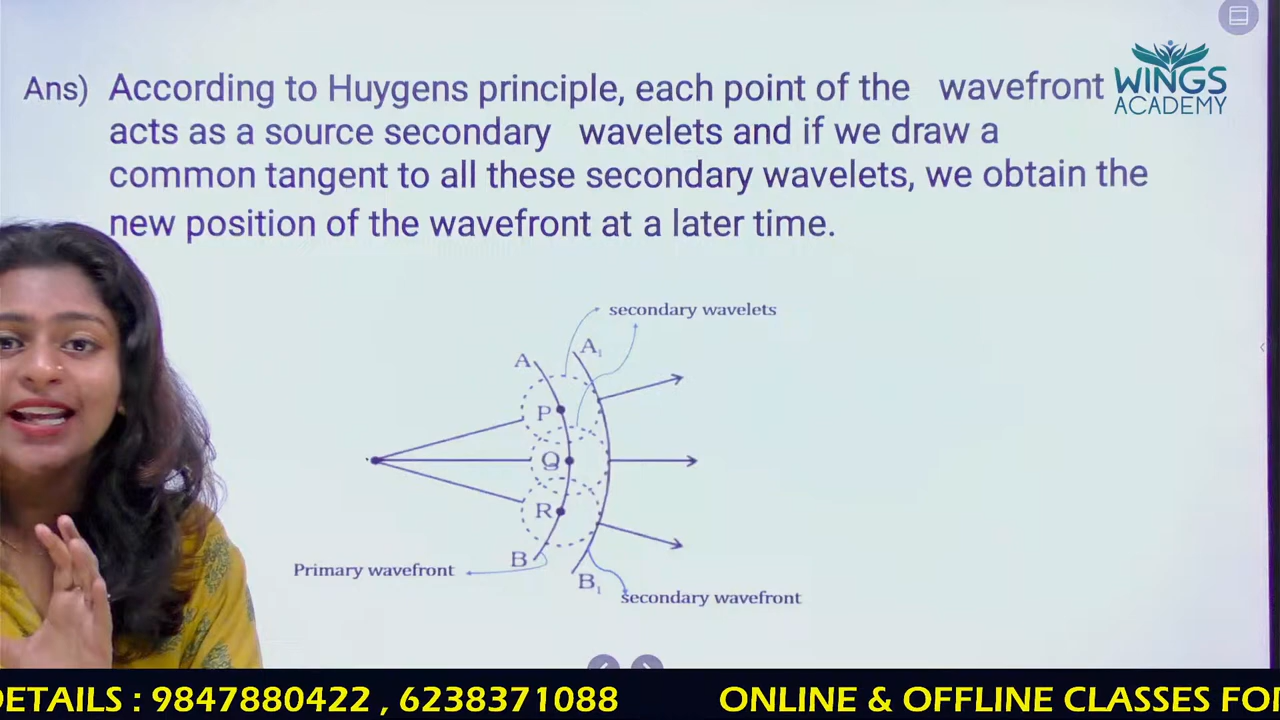 Ans) According to Huygens principle, each point of the wavefront
acts as a source secondary wavelets and if we draw a
common tangent to all these secondary wavelets, we obtain the
new position of the wavefront at a later time.
WINGS
ACADEMY
secondary wavelets
A
A₁
P
Q
R
B
B₁
Primary wavefront
secondary wavefront
DETAILS : 9847880422 , 6238371088
ONLINE & OFFLINE CLASSES FO